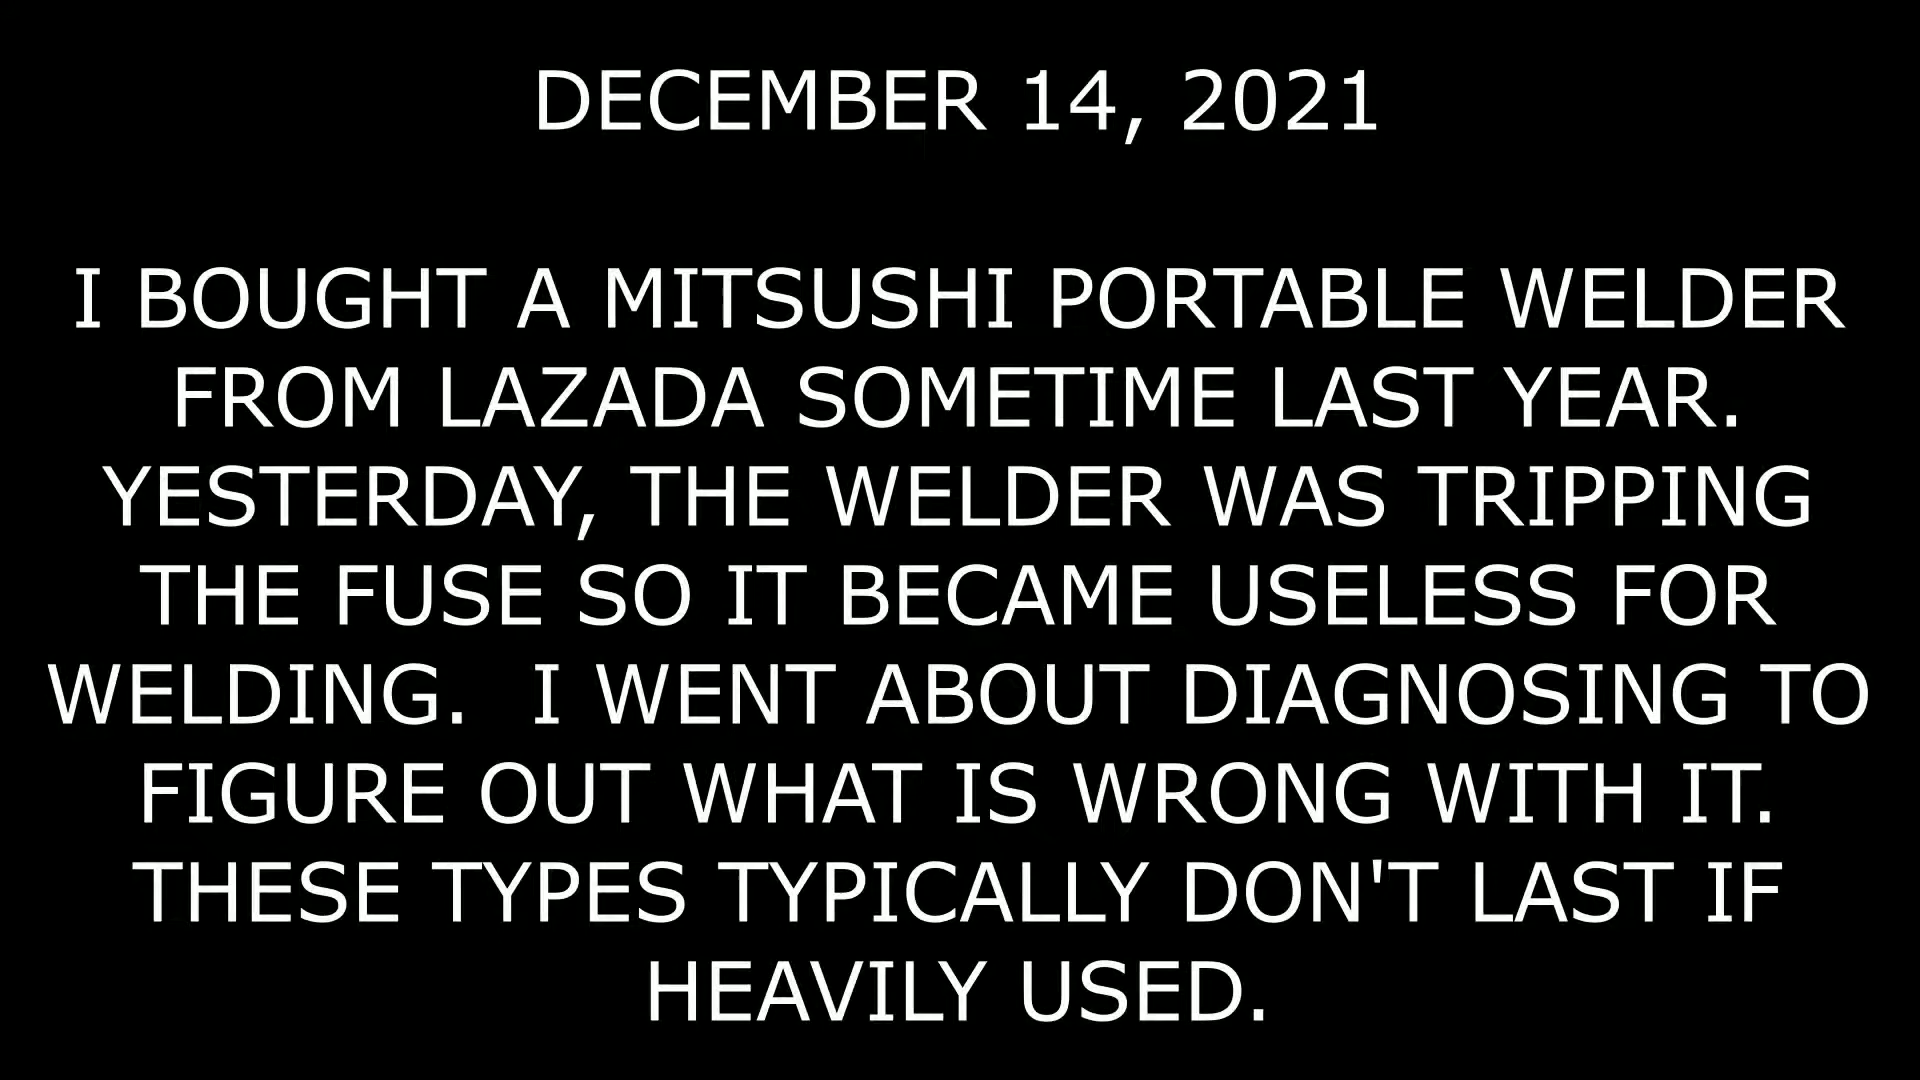 DECEMBER 14, 2021
I BOUGHT A MITSUSHI PORTABLE WELDER
FROM LAZADA SOMETIME LAST YEAR.
YESTERDAY, THE WELDER WAS TRIPPING
THE FUSE SO IT BECAME USELESS FOR
WELDING.  I WENT ABOUT DIAGNOSING TO
FIGURE OUT WHAT IS WRONG WITH IT.
THESE TYPES TYPICALLY DON'T LAST IF
HEAVILY USED.